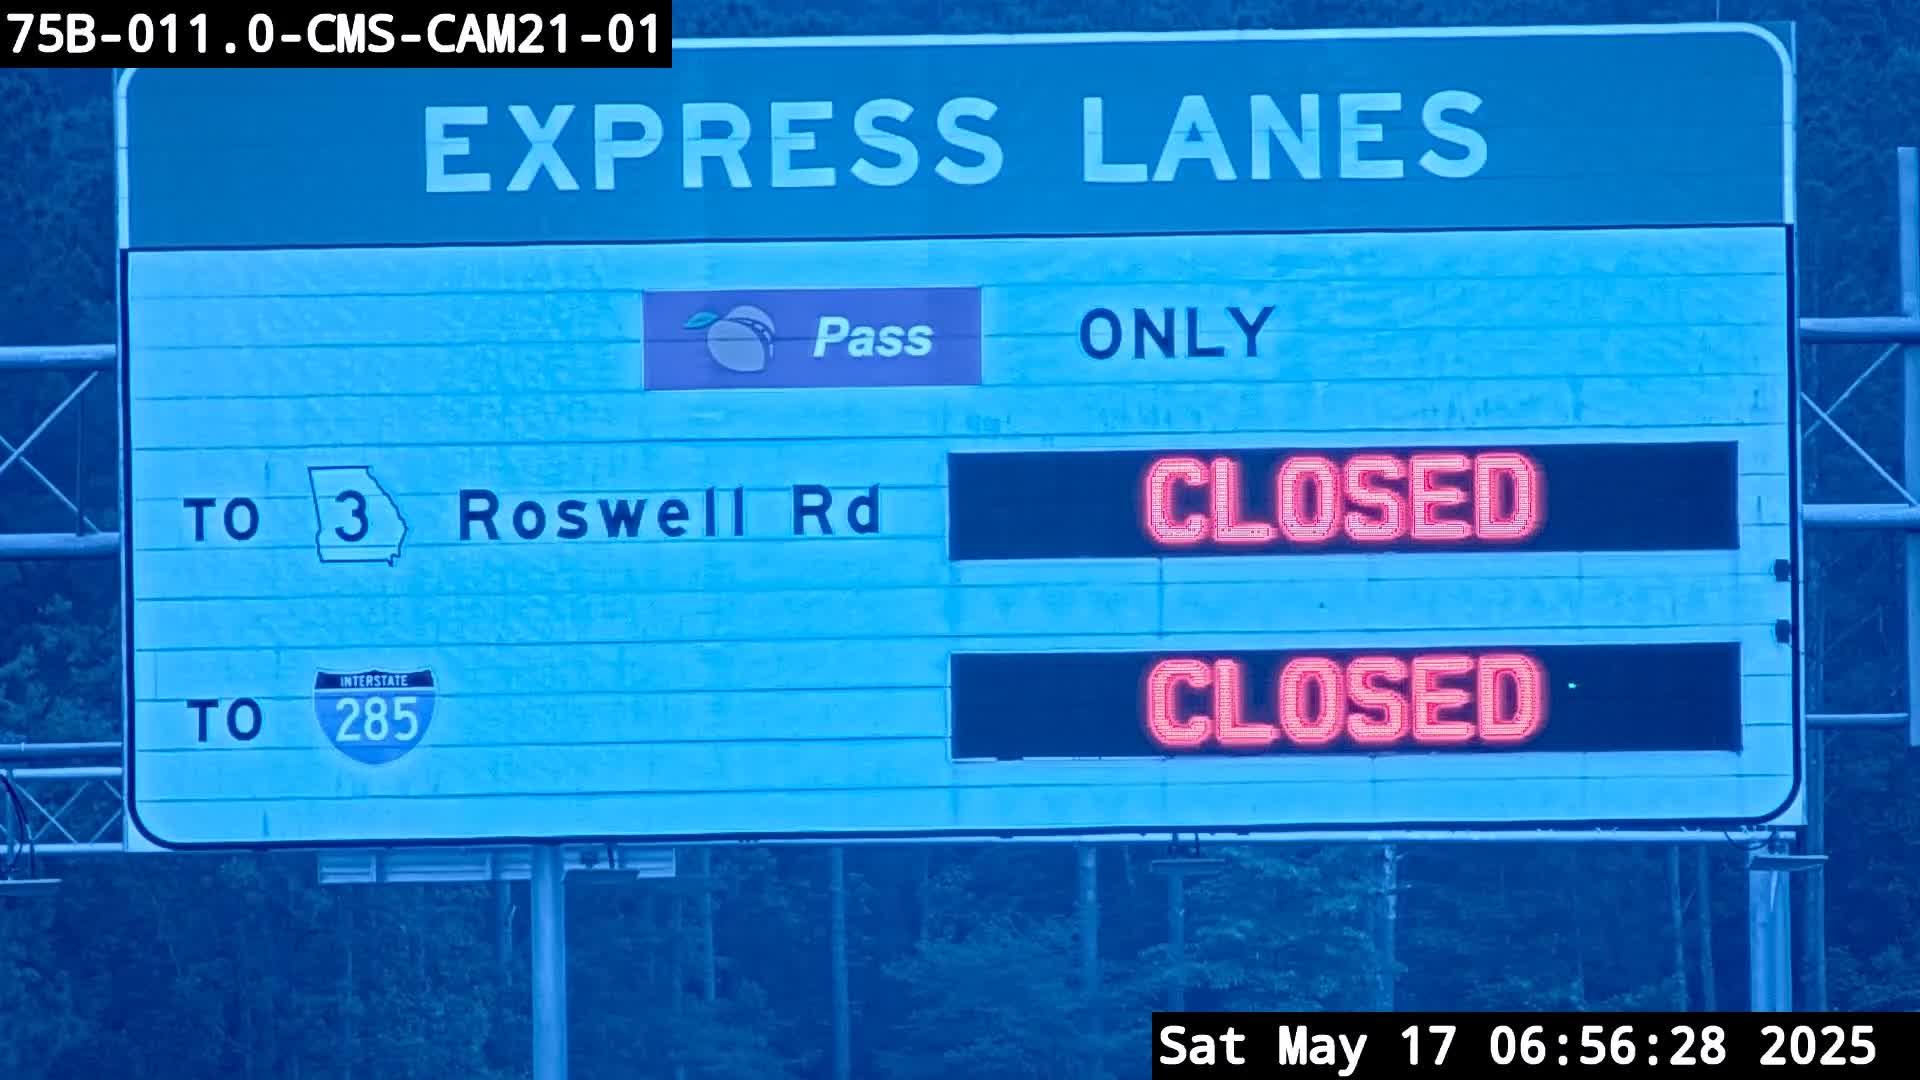 75B-011.0-CMS-CAM21-01
EXPRESS LANES
Pass ONLY
TO 3 Roswell Rd CLOSED
TO INTERSTATE 285 CLOSED
Sat May 17 06:56:28 2025